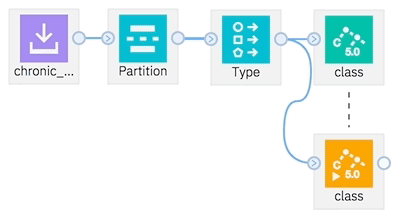 C 5.0
chronic_...
Partition
Type
class
C 5.0
class